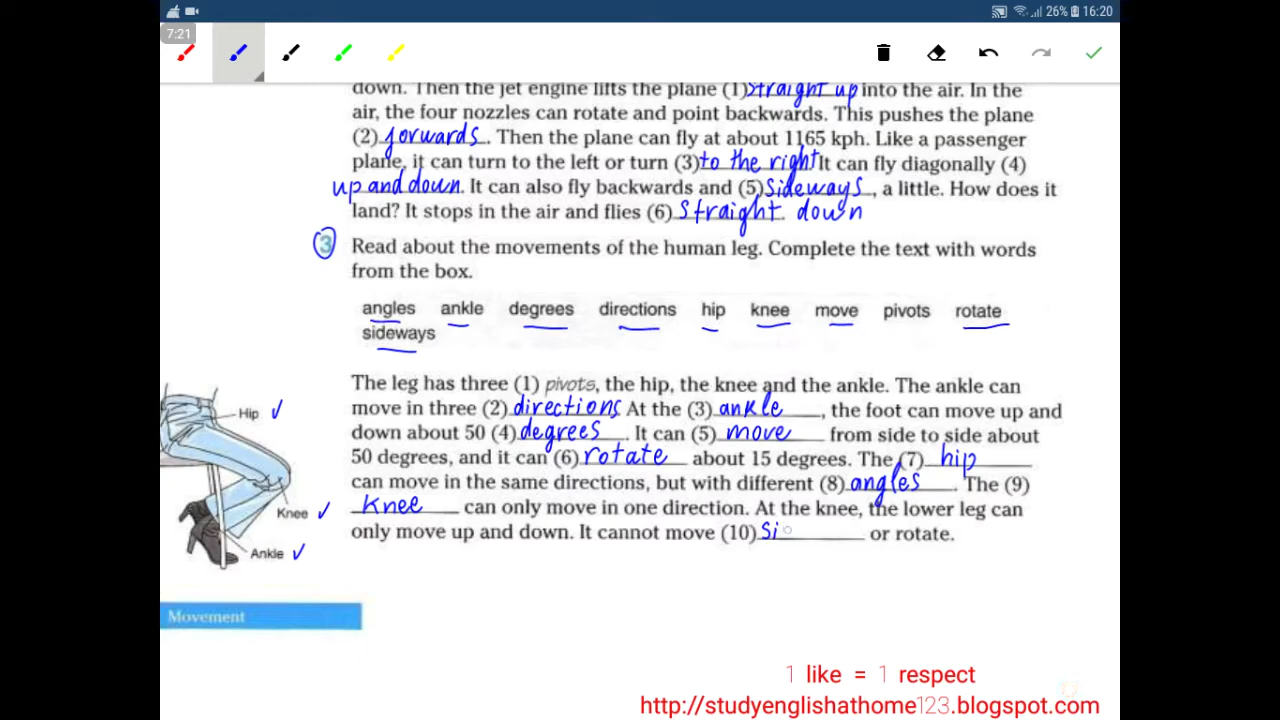 26% 16:20
7:21
down. Then the jet engine lifts the plane (1) straight up into the air. In the
air, the four nozzles can rotate and point backwards. This pushes the plane
(2) forwards. Then the plane can fly at about 1165 kph. Like a passenger
plane, it can turn to the left or turn (3) to the right It can fly diagonally (4)
up and down. It can also fly backwards and (5) sideways, a little. How does it
land? It stops in the air and flies (6) straight down
3 Read about the movements of the human leg. Complete the text with words
from the box.
angles ankle degrees directions hip knee move pivots rotate
sideways
The leg has three (1) pivots, the hip, the knee and the ankle. The ankle can
move in three (2) directions At the (3) ankle, the foot can move up and
down about 50 (4) degrees. It can (5) move from side to side about
50 degrees, and it can (6) rotate about 15 degrees. The (7) hip
can move in the same directions, but with different (8) angles. The (9)
Knee can only move in one direction. At the knee, the lower leg can
only move up and down. It cannot move (10) Si or rotate.
Hip
Knee
Ankle
Movement
1 like = 1 respect
http://studyenglishathome123.blogspot.com